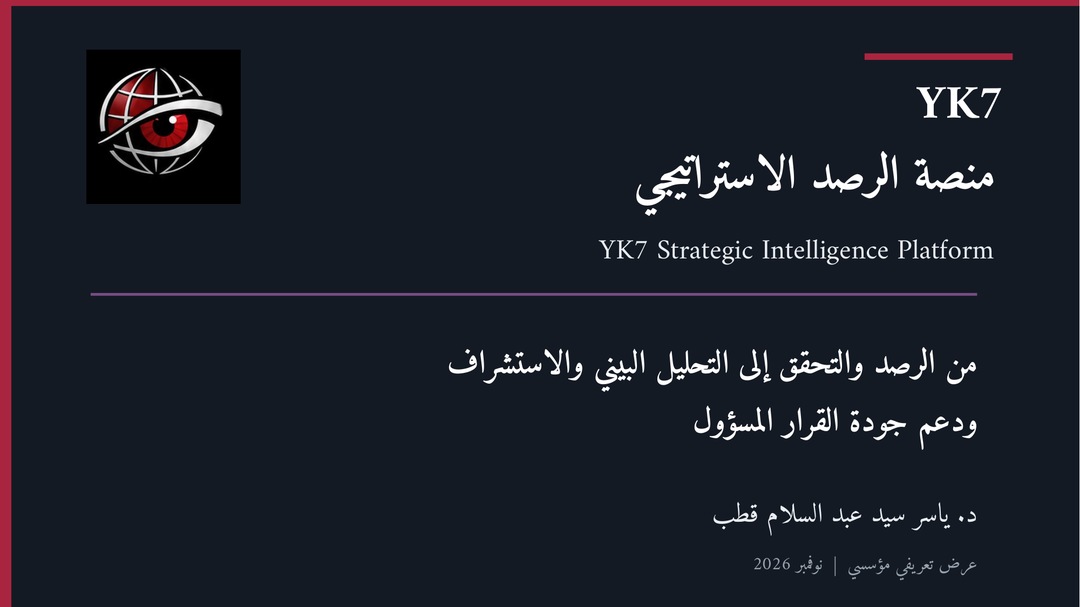 YK7
منصة الرصد الاستراتيجي
YK7 Strategic Intelligence Platform
من الرصد والتحقق إلى التحليل البيني والاستشراف
ودعم جودة القرار المسؤول
د. ياسر سيد عبد السلام قطب
عرض تعريفي مؤسسي | نوفمبر 2026